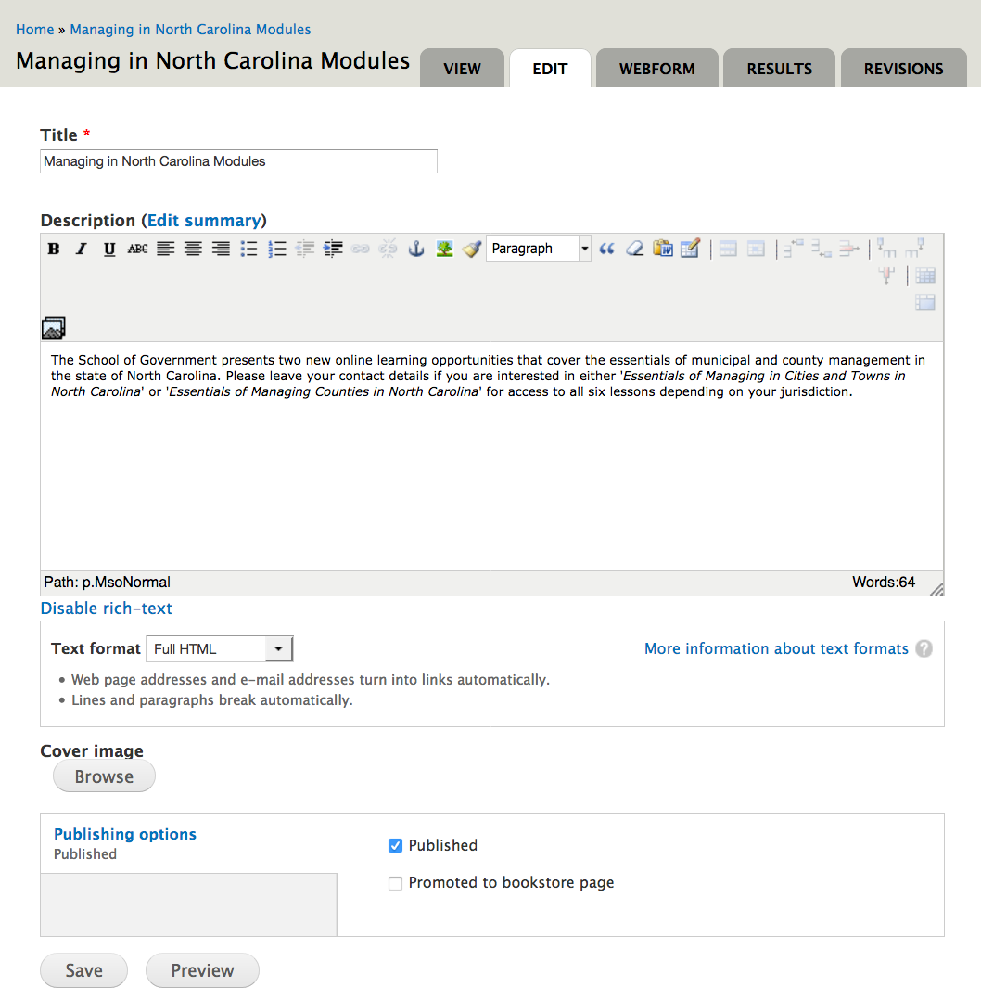 Home » Managing in North Carolina Modules
Managing in North Carolina Modules
VIEW
EDIT
WEBFORM
RESULTS
REVISIONS
Title *
Managing in North Carolina Modules
Description (Edit summary)
B I U ABC
Paragraph
The School of Government presents two new online learning opportunities that cover the essentials of municipal and county management in
the state of North Carolina. Please leave your contact details if you are interested in either 'Essentials of Managing in Cities and Towns in
North Carolina' or 'Essentials of Managing Counties in North Carolina' for access to all six lessons depending on your jurisdiction.
Path: p.MsoNormal
Words:64
Disable rich-text
Text format
Full HTML
More information about text formats ?
• Web page addresses and e-mail addresses turn into links automatically.
• Lines and paragraphs break automatically.
Cover image
Browse
Publishing options
Published
Published
Promoted to bookstore page
Save
Preview